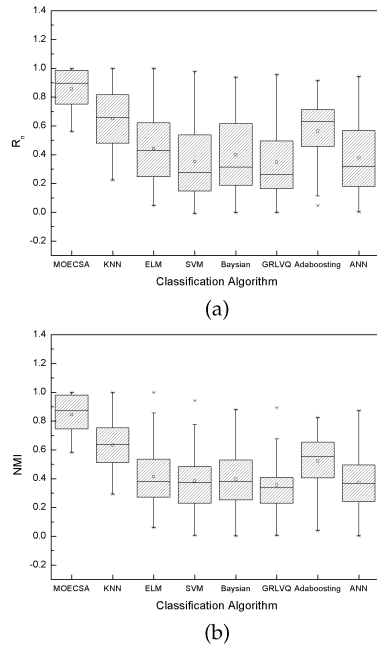 1.4
1.2
1.0
0.8
0.6
0.4
0.2
0.0
-0.2
Rn
MOECSA KNN ELM SVM Baysian GRLVQ Adaboosting ANN
Classification Algorithm
(a)
1.4
1.2
1.0
0.8
0.6
0.4
0.2
0.0
-0.2
NMI
MOECSA KNN ELM SVM Baysian GRLVQ Adaboosting ANN
Classification Algorithm
(b)